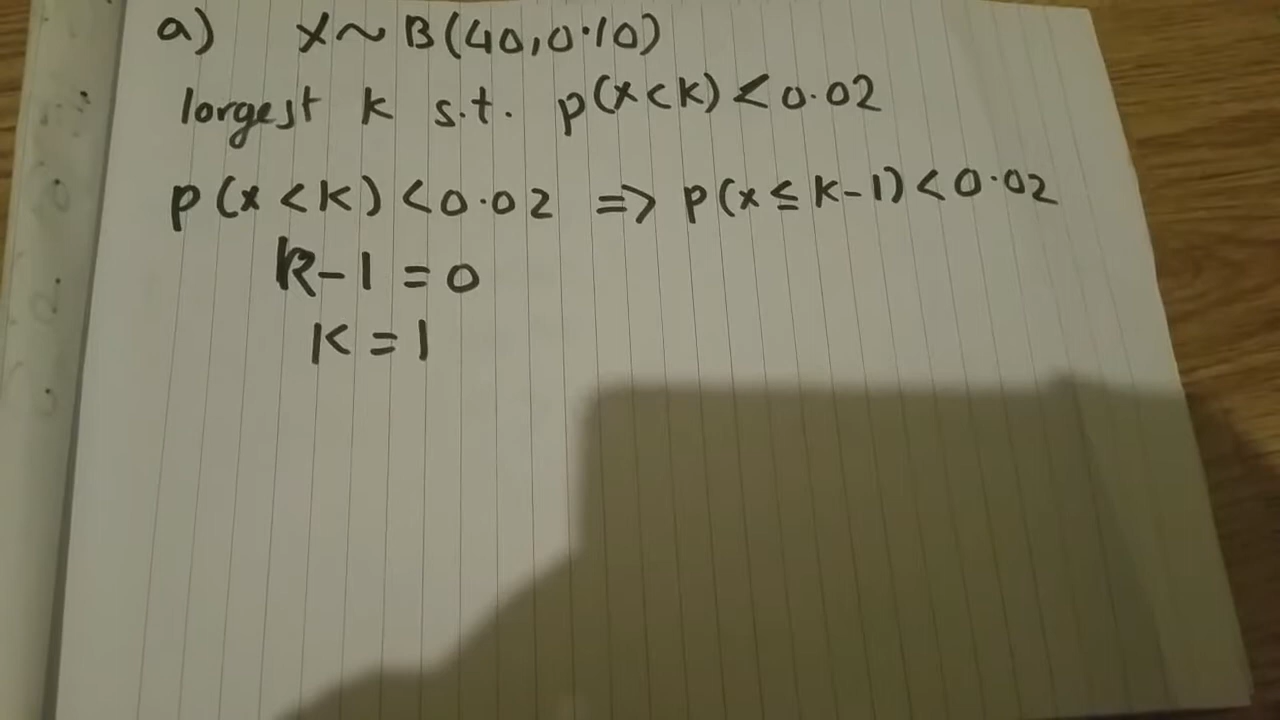 a) X~B(40,0·10)
largest k s.t. p(x<k)<0.02
p(x<k)<0.02 => p(x≤k-1)<0.02
k-1=0
k=1